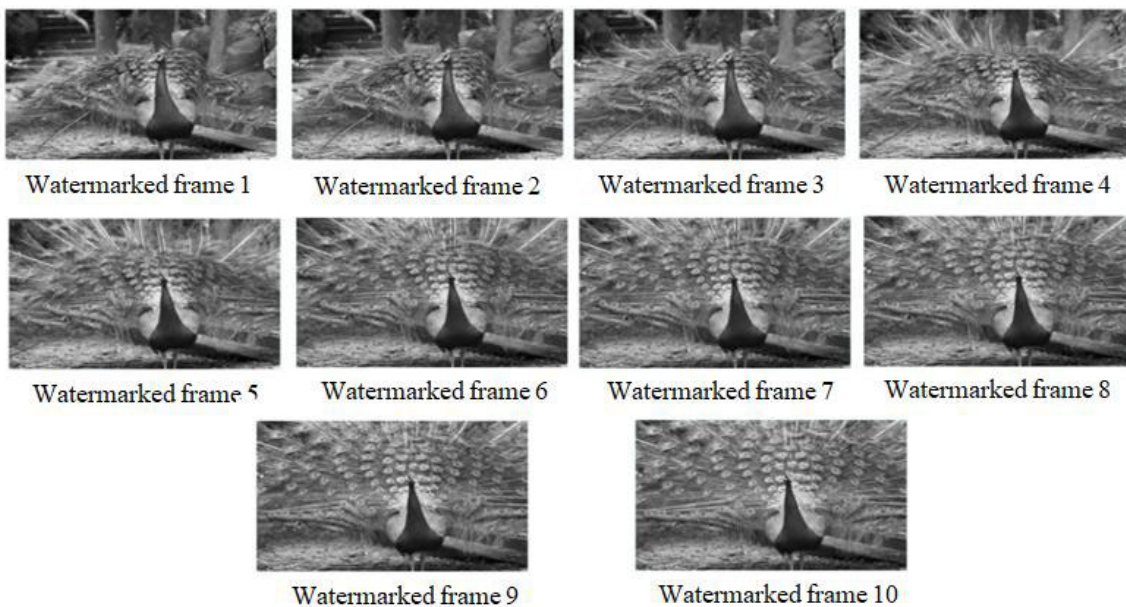 Watermarked frame 1
Watermarked frame 2
Watermarked frame 3
Watermarked frame 4
Watermarked frame 5
Watermarked frame 6
Watermarked frame 7
Watermarked frame 8
Watermarked frame 9
Watermarked frame 10